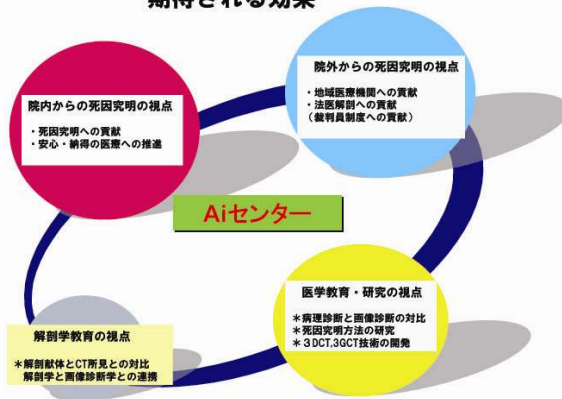 期待される効果
院内からの死因究明の視点
・死因究明への貢献
・安心・納得の医療への推進
院外からの死因究明の視点
・地域医療機関への貢献
・法医解剖への貢献
（裁判員制度への貢献）
Aiセンター
医学教育・研究の視点
＊病理診断と画像診断の対比
＊死因究明方法の研究
＊３DCT,3GCT技術の開発
解剖学教育の視点
＊解剖献体とCT所見との対比
解剖学と画像診断学との連携